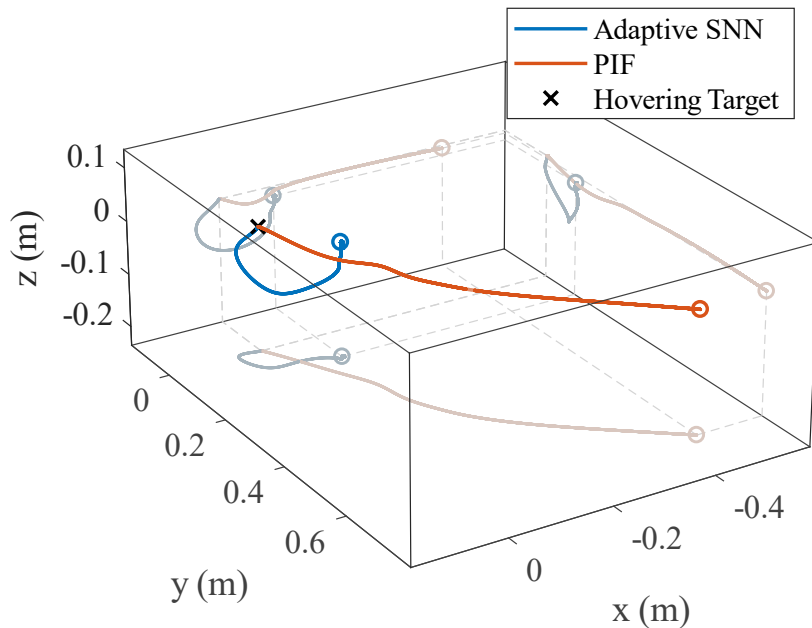 Adaptive SNN
PIF
Hovering Target
0.1
0
-0.1
-0.2
z (m)
0
0.2
0.4
0.6
y (m)
0
-0.2
-0.4
x (m)